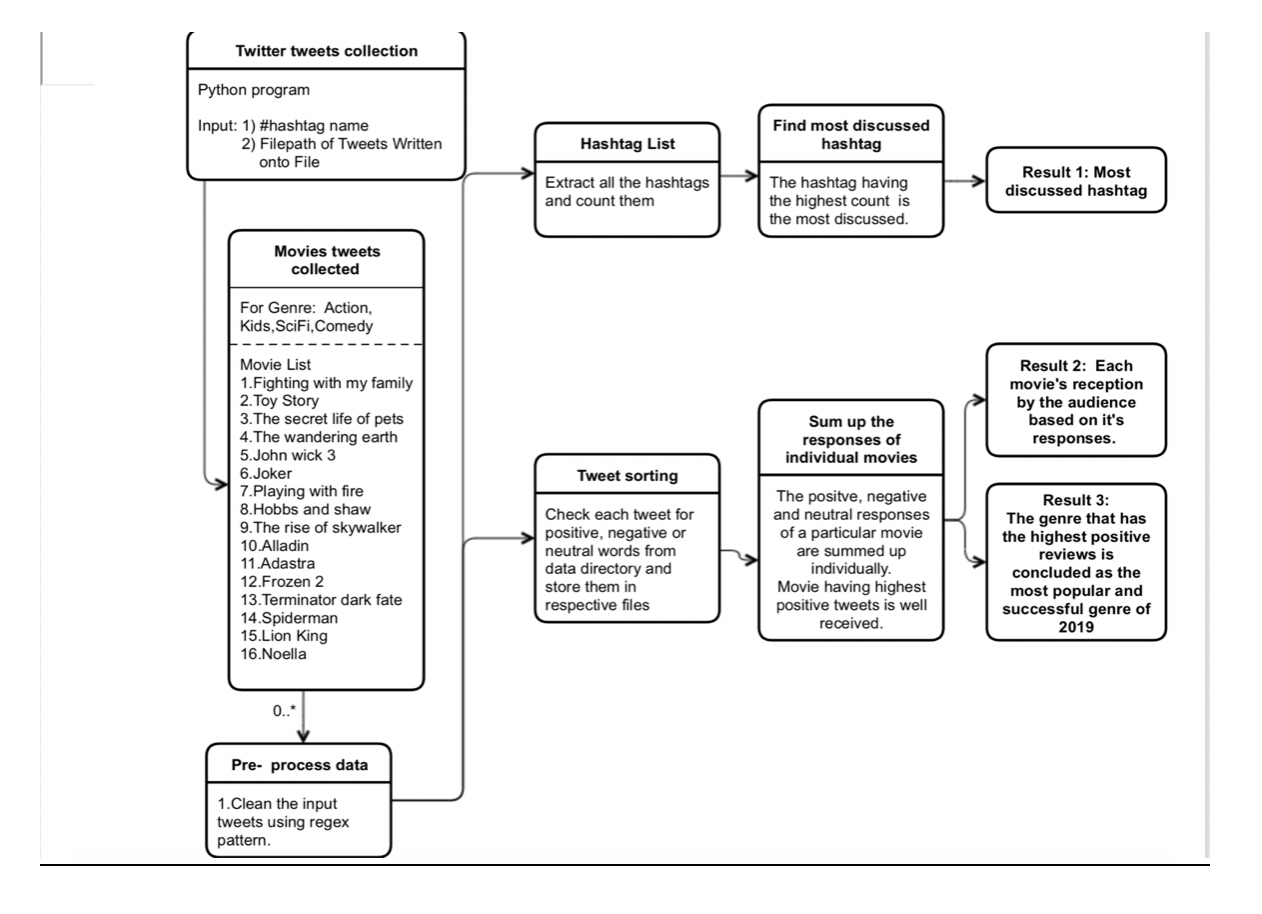 Twitter tweets collection
Python program
Input: 1) #hashtag name
2) Filepath of Tweets Written
onto File
Movies tweets
collected
For Genre: Action,
Kids,SciFi,Comedy
Movie List
1.Fighting with my family
2.Toy Story
3.The secret life of pets
4.The wandering earth
5.John wick 3
6.Joker
7.Playing with fire
8.Hobbs and shaw
9.The rise of skywalker
10.Alladin
11.Adastra
12.Frozen 2
13.Terminator dark fate
14.Spiderman
15.Lion King
16.Noella
0..*
Pre- process data
1.Clean the input
tweets using regex
pattern.
Hashtag List
Extract all the hashtags
and count them
Find most discussed
hashtag
The hashtag having
the highest count is
the most discussed.
Result 1: Most
discussed hashtag
Tweet sorting
Check each tweet for
positive, negative or
neutral words from
data directory and
store them in
respective files
Sum up the
responses of
individual movies
The positve, negative
and neutral responses
of a particular movie
are summed up
individually.
Movie having highest
positive tweets is well
received.
Result 2: Each
movie's reception
by the audience
based on it's
responses.
Result 3:
The genre that has
the highest positive
reviews is
concluded as the
most popular and
successful genre of
2019